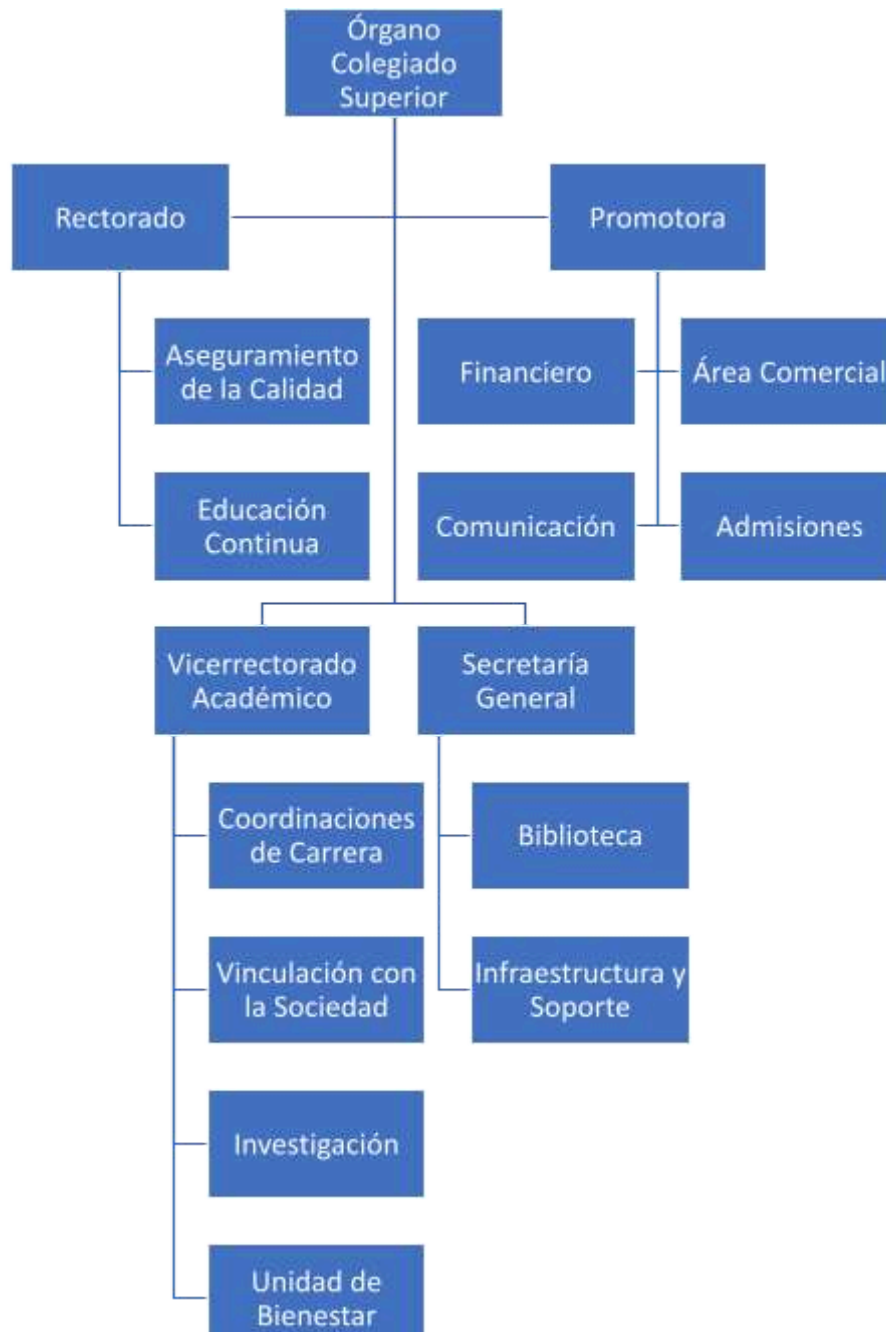 Órgano
Colegiado
Superior
Rectorado
Promotora
Aseguramiento
de la Calidad
Financiero
Área Comercial
Educación
Continua
Comunicación
Admisiones
Vicerrectorado
Académico
Secretaría
General
Coordinaciones
de Carrera
Biblioteca
Vinculación con
la Sociedad
Infraestructura y
Soporte
Investigación
Unidad de
Bienestar